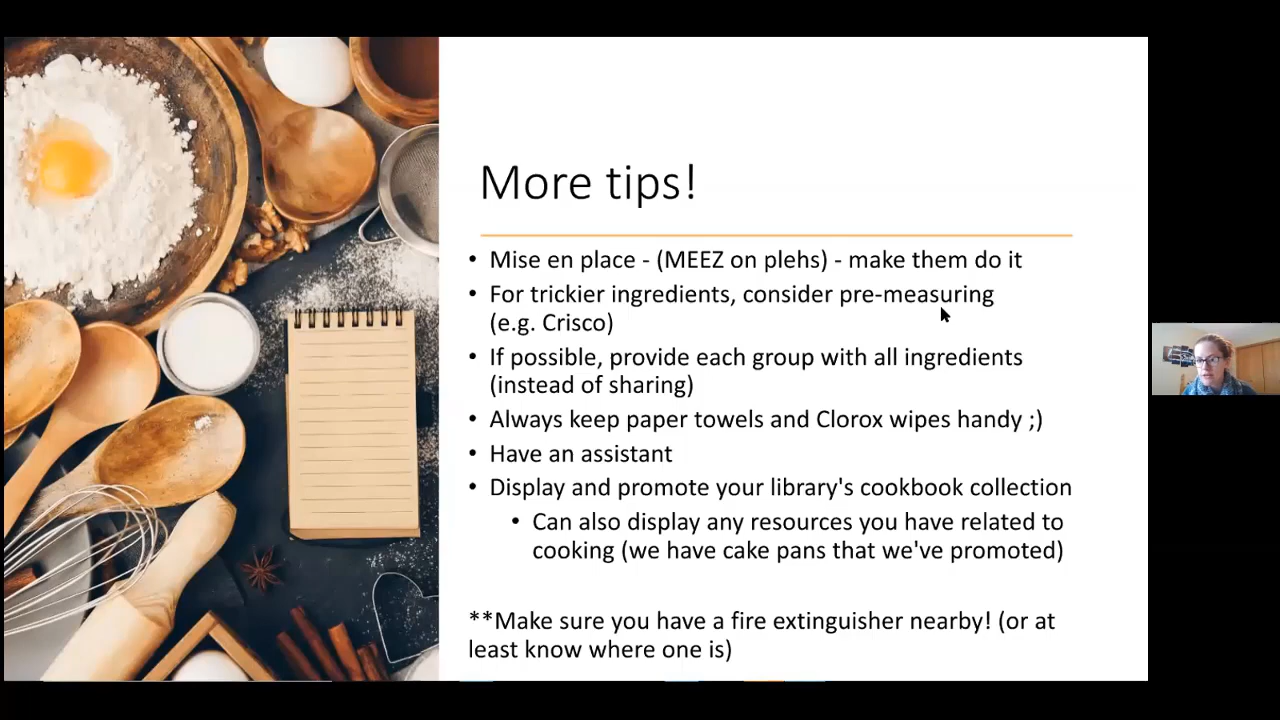 More tips!
• Mise en place - (MEEZ on plehs) - make them do it
• For trickier ingredients, consider pre-measuring
(e.g. Crisco)
• If possible, provide each group with all ingredients
(instead of sharing)
• Always keep paper towels and Clorox wipes handy ;)
• Have an assistant
• Display and promote your library's cookbook collection
• Can also display any resources you have related to
cooking (we have cake pans that we've promoted)
**Make sure you have a fire extinguisher nearby! (or at
least know where one is)